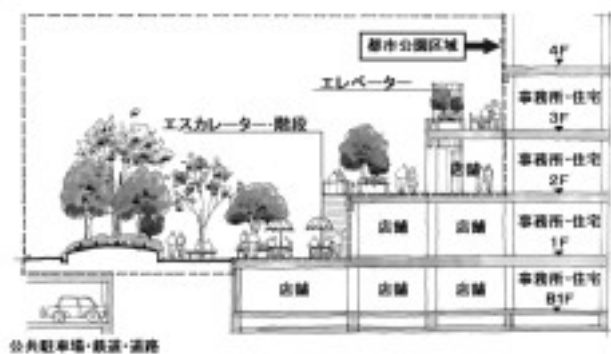 都市公園区域
4F
エレベーター
事務所・住宅
3F
エスカレーター・階段
店舗
事務所・住宅
2F
店舗
店舗
事務所・住宅
1F
店舗
店舗
店舗
事務所・住宅
B1F
公共駐車場・鉄道・道路